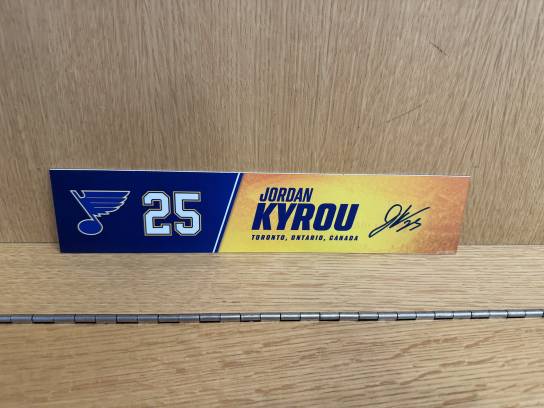 25
JORDAN
KYROU
TORONTO, ONTARIO, CANADA